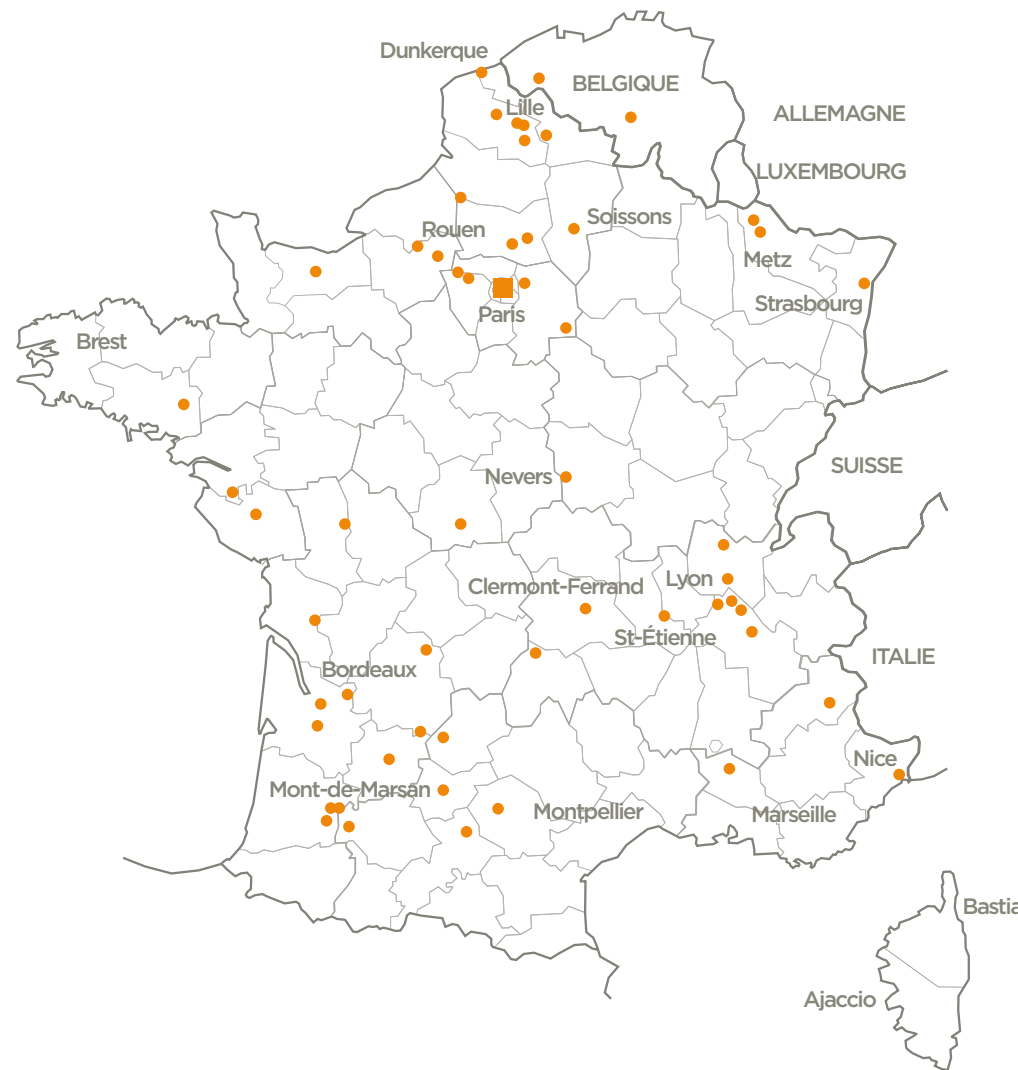 Dunkerque
BELGIQUE
Lille
ALLEMAGNE
LUXEMBOURG
Soissons
Rouen
Metz
Strasbourg
Paris
Brest
SUISSE
Nevers
Lyon
Clermont-Ferrand
St-Étienne
ITALIE
Bordeaux
Nice
Mont-de-Marsan
Montpellier
Marseille
Bastia
Ajaccio